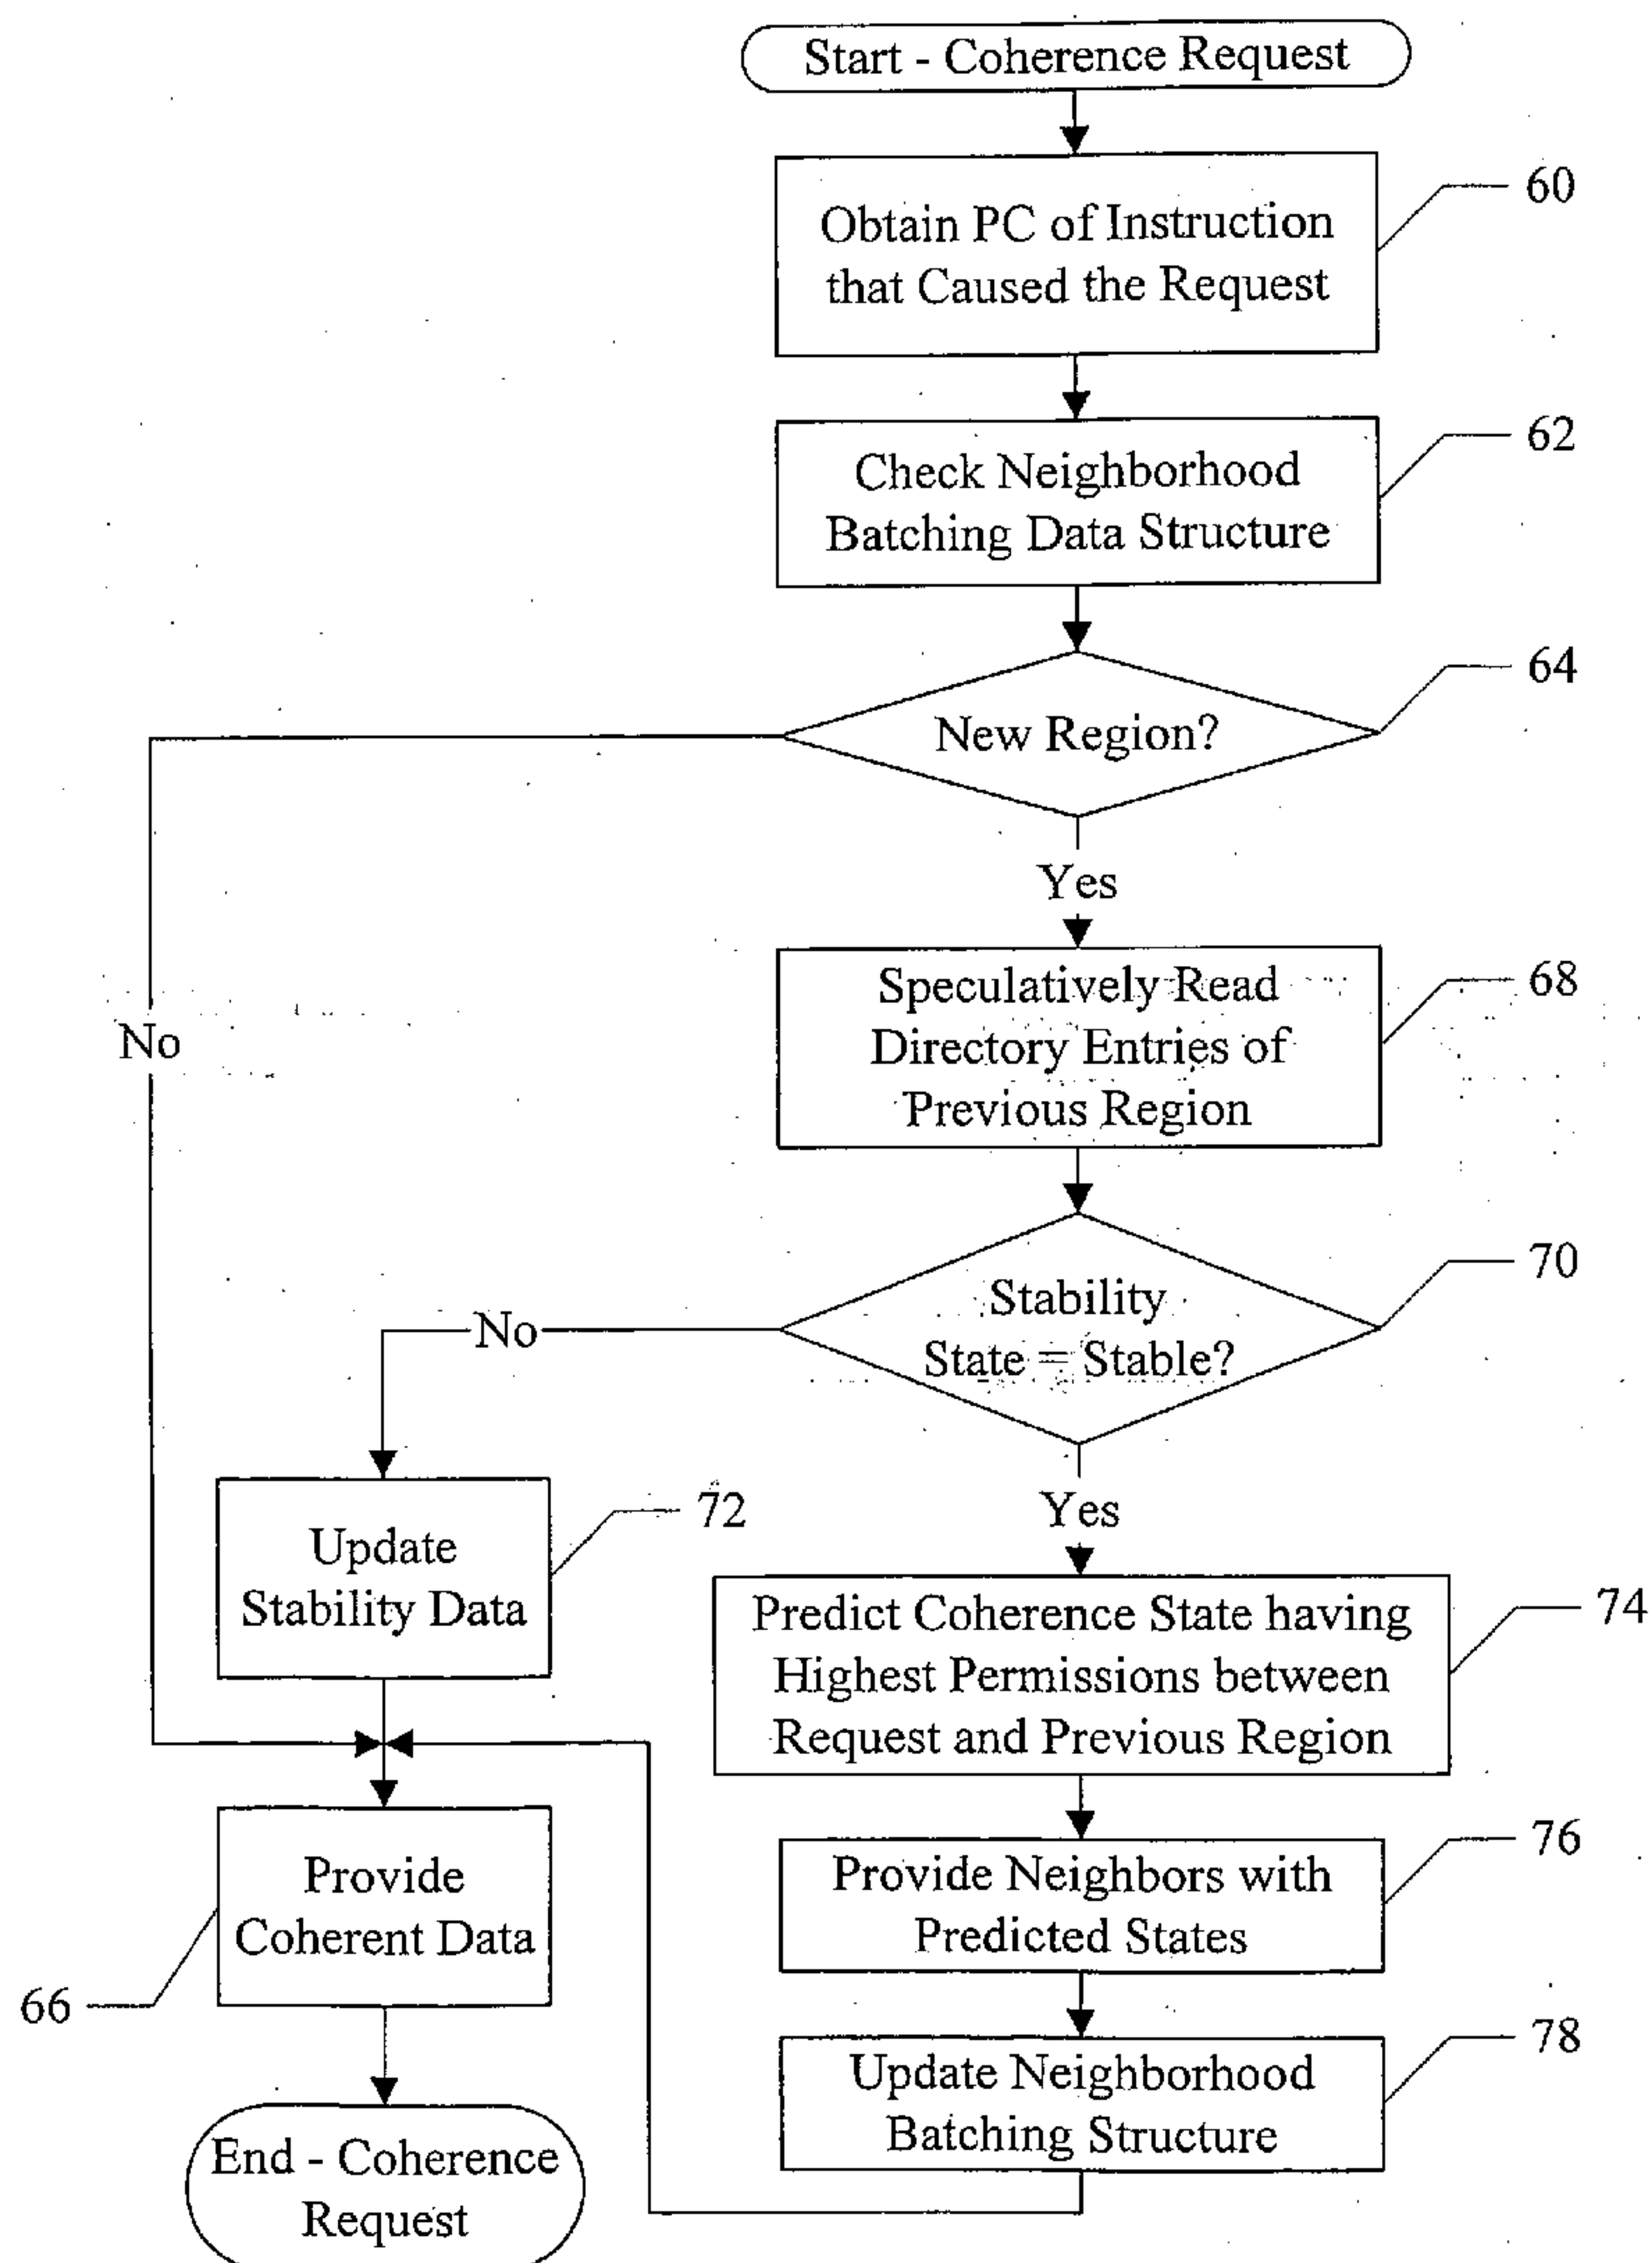 Start - Coherence Request
60
Obtain PC of Instruction
that Caused the Request
62
Check Neighborhood
Batching Data Structure
64
New Region?
Yes
No
68
Speculatively Read
Directory Entries of
Previous Region
70
Stability
State = Stable?
No
Yes
72
Update
Stability Data
74
Predict Coherence State having
Highest Permissions between
Request and Previous Region
76
Provide Neighbors with
Predicted States
66
Provide
Coherent Data
78
Update Neighborhood
Batching Structure
End - Coherence
Request